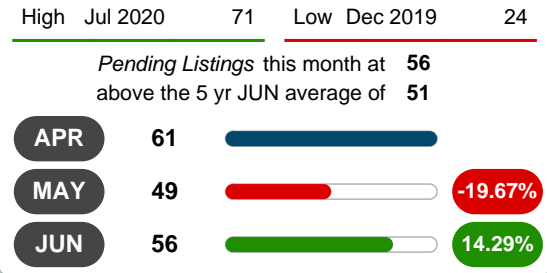 High Jul 2020 71 Low Dec 2019 24
Pending Listings this month at 56
above the 5 yr JUN average of 51
APR 61
MAY 49 -19.67%
JUN 56 14.29%